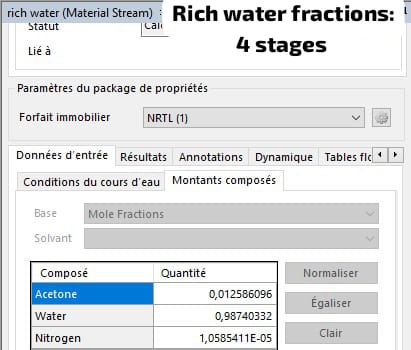 rich water (Material Stream)
Rich water fractions:
4 stages
Statut
Lié à
Paramètres du package de propriétés
Forfait immobilier NRTL (1)
Données d'entrée Résultats Annotations Dynamique Tables flo
Conditions du cours d'eau Montants composés
Base Mole Fractions
Solvant
Composé Quantité Normaliser
Acetone 0,012586096 Égaliser
Water 0,98740332
Nitrogen 1,0585411E-05 Clair